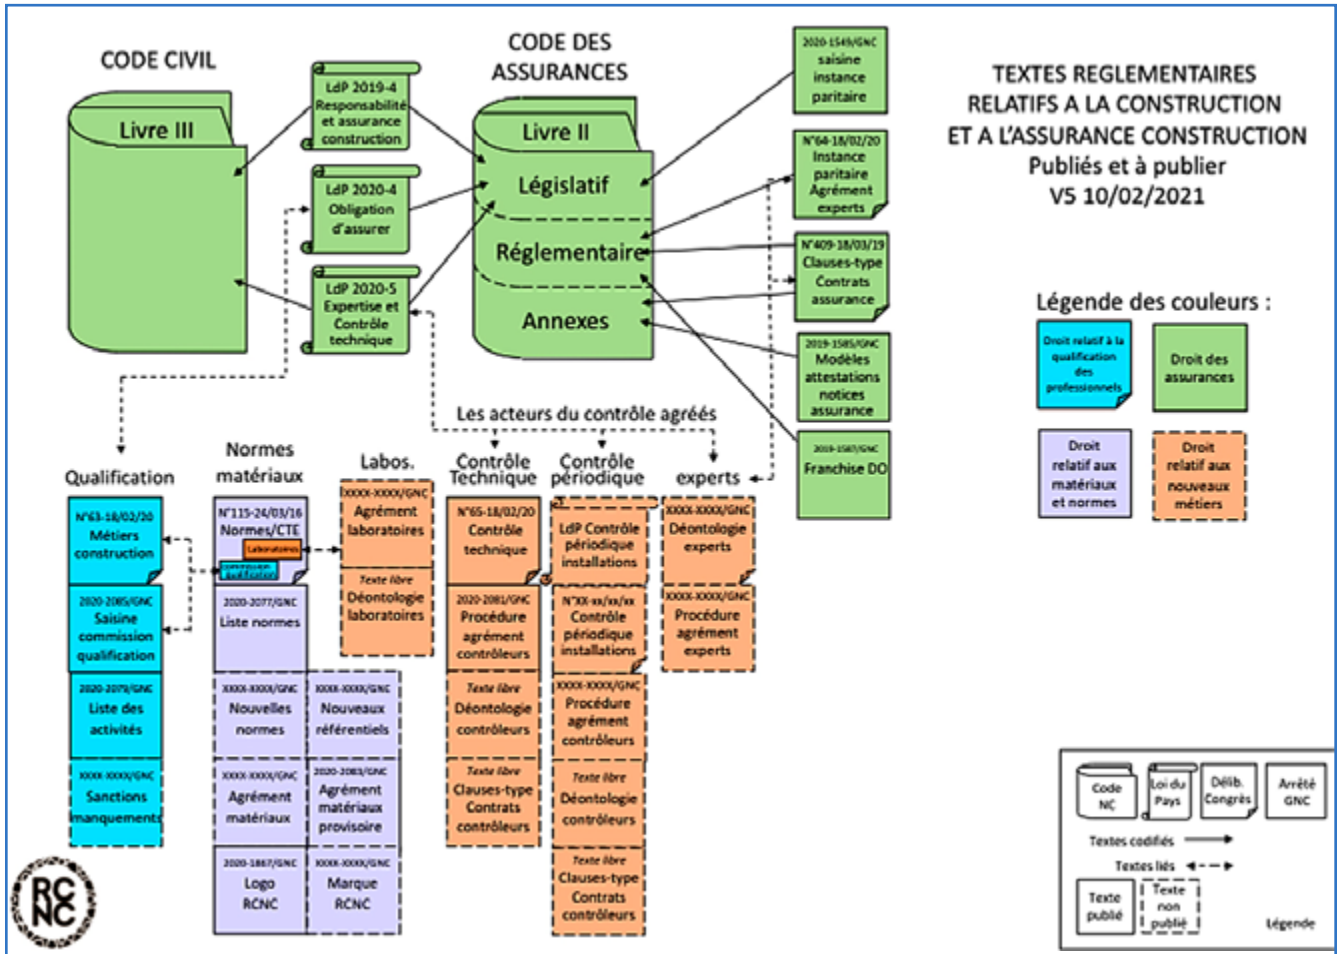 CODE CIVIL
Livre III
LdP 2019-4
Responsabilité
et assurance
construction
LdP 2020-4
Obligation
d'assurer
LdP 2020-5
Expertise et
Contrôle
technique
CODE DES
ASSURANCES
Livre II
Législatif
Réglementaire
Annexes
2020-1549/GNC
saisine
instance
paritaire
N°64-18/02/20
Instance
paritaire
Agrément
experts
N°409-18/03/19
Clauses-type
Contrats
assurance
2019-1585/GNC
Modèles
attestations
notices
assurance
2019-1587/GNC
Franchise DO
TEXTES REGLEMENTAIRES
RELATIFS A LA CONSTRUCTION
ET A L'ASSURANCE CONSTRUCTION
Publiés et à publier
V5 10/02/2021
Légende des couleurs :
Droit relatif à la
qualification
des
professionnels
Droit des
assurances
Droit
relatif aux
matériaux
et normes
Droit
relatif aux
nouveaux
métiers
Les acteurs du contrôle agréés
Qualification
N°63-18/02/20
Métiers
construction
2020-2085/GNC
Saisine
commission
qualification
2020-2079/GNC
Liste des
activités
XXXX-XXXX/GNC
Sanctions
manquements
Normes
matériaux
N°115-24/03/16
Normes/CTE
Laboratoires
commission
qualification
2020-2077/GNC
Liste normes
XXXX-XXXX/GNC
Nouvelles
normes
XXXX-XXXX/GNC
Nouveaux
référentiels
XXXX-XXXX/GNC
Agrément
matériaux
2020-2083/GNC
Agrément
matériaux
provisoire
2020-1867/GNC
Logo
RCNC
XXXX-XXXX/GNC
Marque
RCNC
Labos.
XXXX-XXXX/GNC
Agrément
laboratoires
Texte libre
Déontologie
laboratoires
Contrôle
Technique
N°65-18/02/20
Contrôle
technique
2020-2081/GNC
Procédure
agrément
contrôleurs
Texte libre
Déontologie
contrôleurs
Texte libre
Clauses-type
Contrats
contrôleurs
Contrôle
périodique
LdP Contrôle
périodique
installations
N°XX-xx/xx/xx
Contrôle
périodique
installations
XXXX-XXXX/GNC
Procédure
agrément
contrôleurs
Texte libre
Déontologie
contrôleurs
Texte libre
Clauses-type
Contrats
contrôleurs
experts
XXXX-XXXX/GNC
Déontologie
experts
XXXX-XXXX/GNC
Procédure
agrément
experts
Code
NC
Loi du
Pays
Délib.
Congrès
Arrêté
GNC
Textes codifiés
Textes liés
Texte
publié
Texte
non
publié
Légende
RC
NC